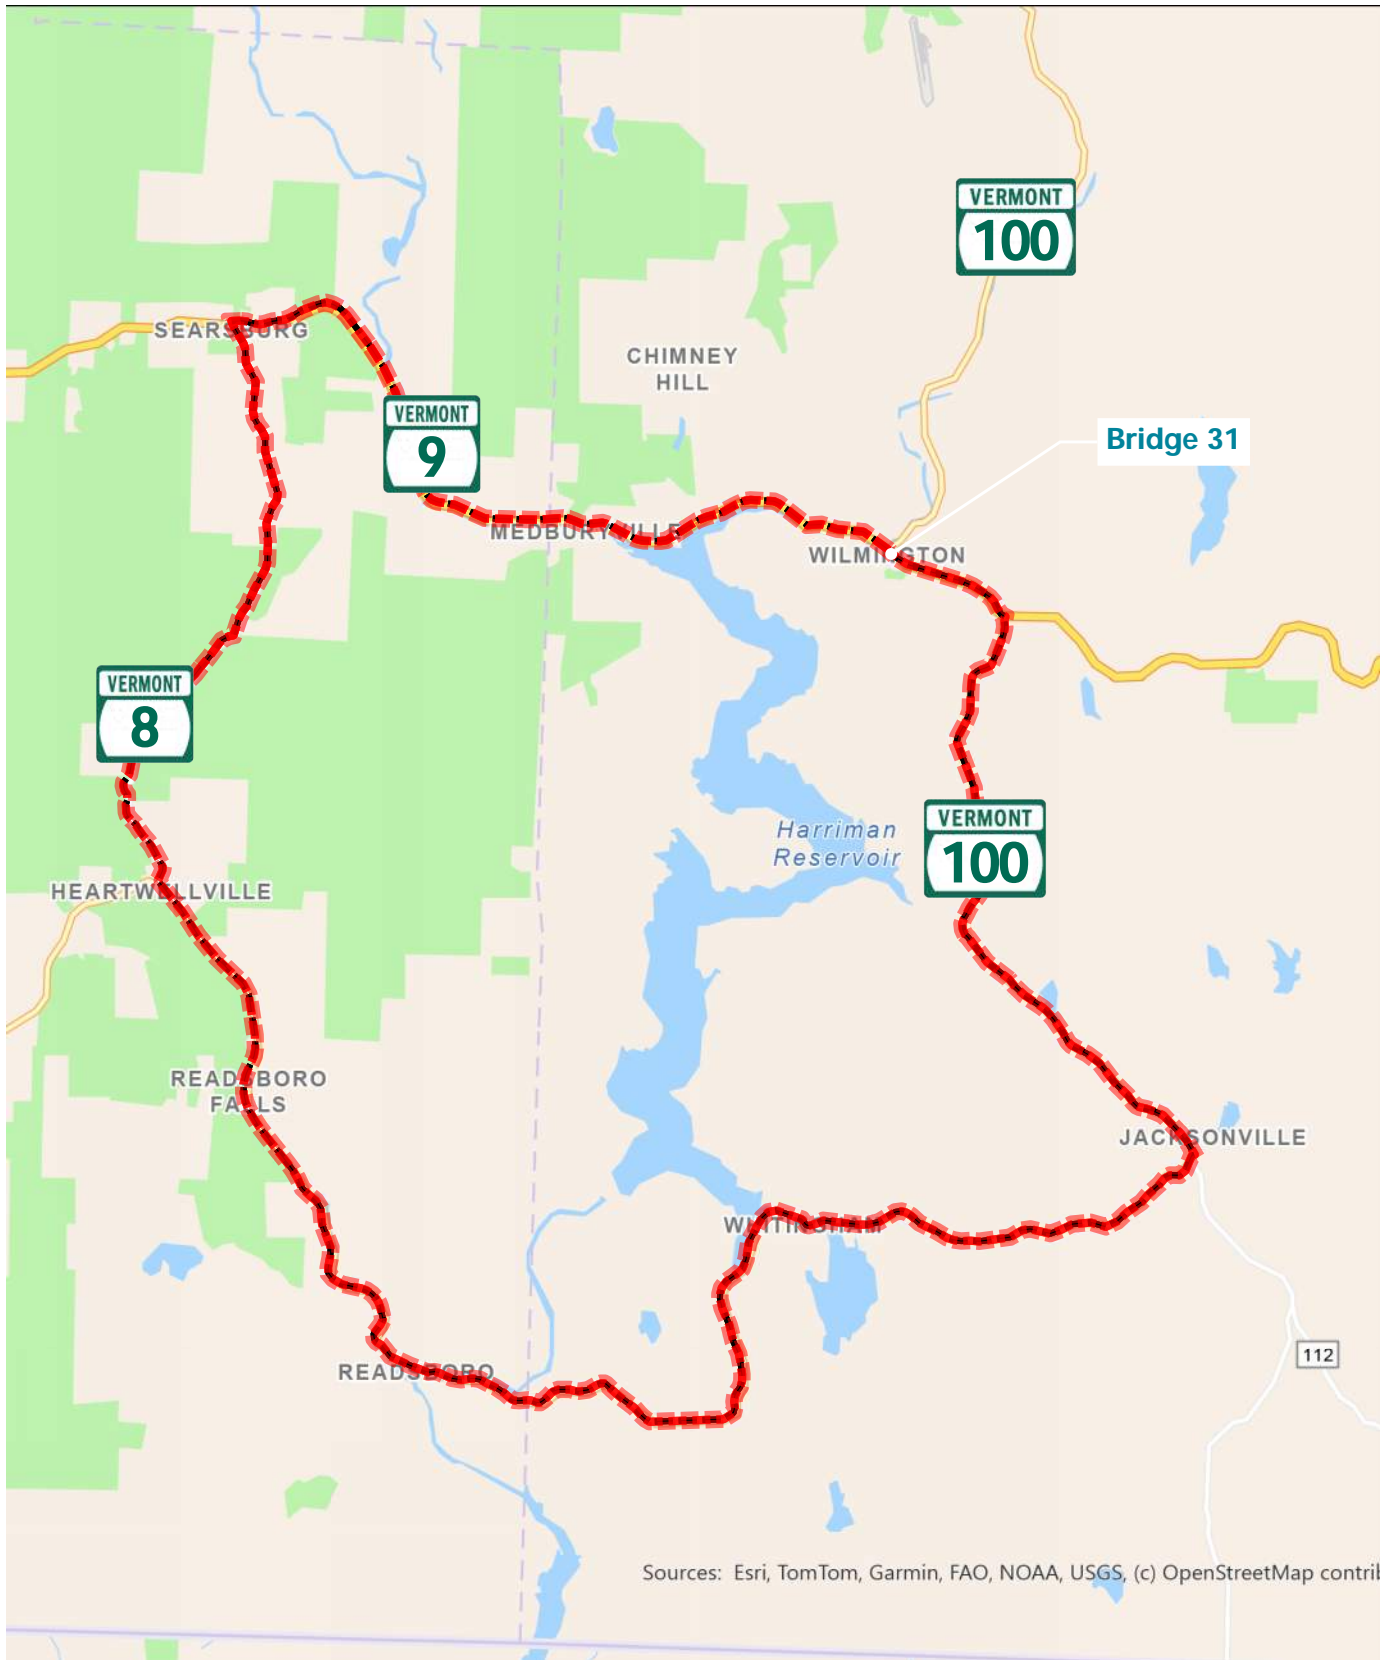 VERMONT
100
SEARSBURG
CHIMNEY
HILL
VERMONT
9
Bridge 31
MEDBURYVILLE
WILMINGTON
VERMONT
8
Harriman
Reservoir
VERMONT
100
HEARTWELLVILLE
READSBORO
FALLS
JACKSONVILLE
WHITINGHAM
112
READSBORO
Sources: Esri, TomTom, Garmin, FAO, NOAA, USGS, (c) OpenStreetMap contrib